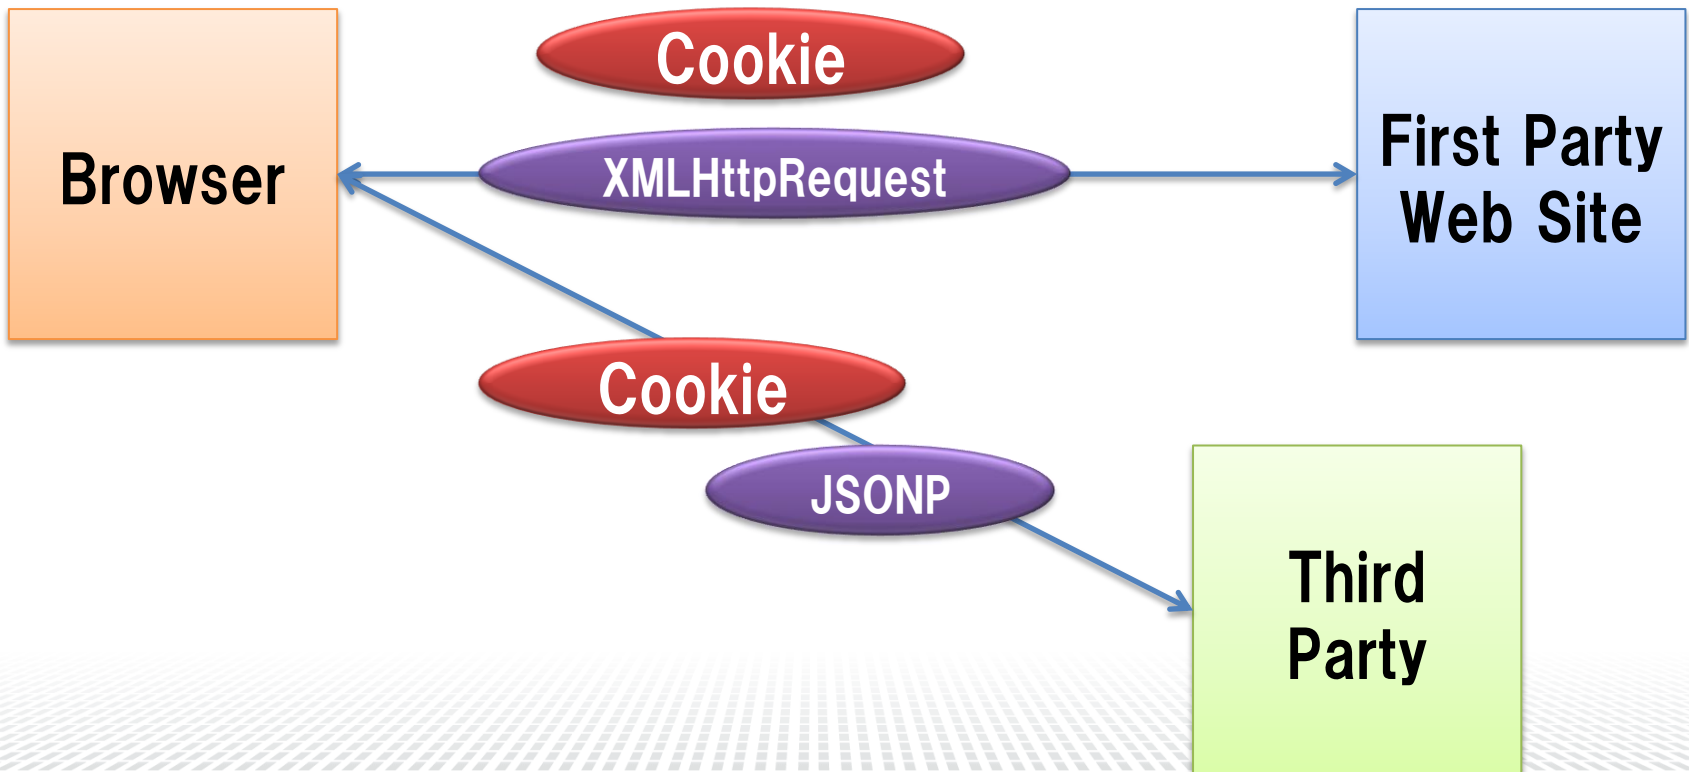 Cookie
Browser
XMLHttpRequest
First Party
Web Site
Cookie
JSONP
Third
Party